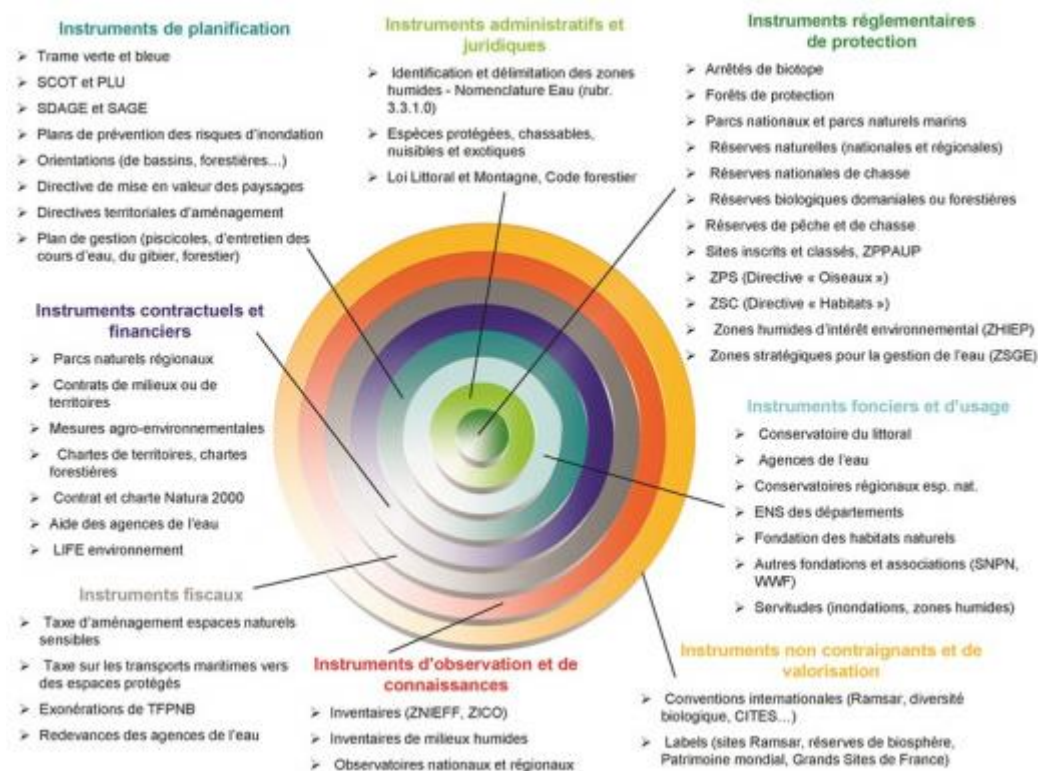 Instruments de planification
➤ Trame verte et bleue
➤ SCOT et PLU
➤ SDAGE et SAGE
➤ Plans de prévention des risques d'inondation
➤ Orientations (de bassins, forestières…)
➤ Directive de mise en valeur des paysages
➤ Directives territoriales d'aménagement
➤ Plan de gestion (piscicoles, d'entretien des
cours d'eau, du gibier, forestier)
Instruments administratifs et
juridiques
➤ Identification et délimitation des zones
humides - Nomenclature Eau (rubr.
3.3.1.0)
➤ Espèces protégées, chassables,
nuisibles et exotiques
➤ Loi Littoral et Montagne, Code forestier
Instruments réglementaires
de protection
➤ Arrêtés de biotope
➤ Forêts de protection
➤ Parcs nationaux et parcs naturels marins
➤ Réserves naturelles (nationales et régionales)
➤ Réserves nationales de chasse
➤ Réserves biologiques domaniales ou forestières
➤ Réserves de pêche et de chasse
➤ Sites inscrits et classés, ZPPAUP
➤ ZPS (Directive « Oiseaux »)
➤ ZSC (Directive « Habitats »)
➤ Zones humides d'intérêt environnemental (ZHIEP)
➤ Zones stratégiques pour la gestion de l'eau (ZSGE)
Instruments contractuels et
financiers
➤ Parcs naturels régionaux
➤ Contrats de milieux ou de
territoires
➤ Mesures agro-environnementales
➤ Chartes de territoires, chartes
forestières
➤ Contrat et charte Natura 2000
➤ Aide des agences de l'eau
➤ LIFE environnement
Instruments fonciers et d'usage
➤ Conservatoire du littoral
➤ Agences de l'eau
➤ Conservatoires régionaux esp. nat.
➤ ENS des départements
➤ Fondation des habitats naturels
➤ Autres fondations et associations (SNPN,
WWF)
➤ Servitudes (inondations, zones humides)
Instruments fiscaux
➤ Taxe d'aménagement espaces naturels
sensibles
➤ Taxe sur les transports maritimes vers
des espaces protégés
➤ Exonérations de TFPNB
➤ Redevances des agences de l'eau
Instruments d'observation et de
connaissances
➤ Inventaires (ZNIEFF, ZICO)
➤ Inventaires de milieux humides
➤ Observatoires nationaux et régionaux
Instruments non contraignants et de
valorisation
➤ Conventions internationales (Ramsar, diversité
biologique, CITES…)
➤ Labels (sites Ramsar, réserves de biosphère,
Patrimoine mondial, Grands Sites de France)